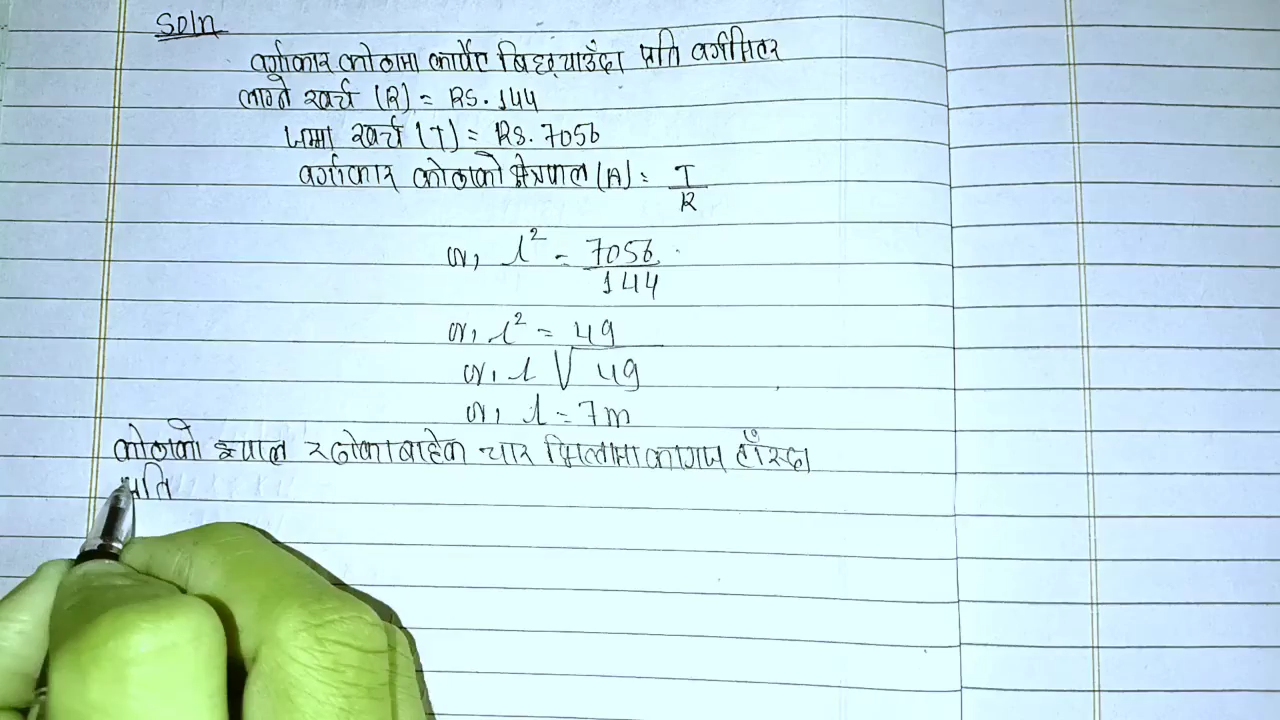 Soln
वर्गाकार कोठामा कार्पेट बिछ्याउँदा प्रति वर्गमिटर
लाग्ने खर्च (R) = RS. 144
जम्मा खर्च (T) = RS. 7056
वर्गाकार कोठाको क्षेत्रफल (A) = T/R
or, l² = 7056/144
or, l² = 49
or, l √49
or, l = 7m
कोठाको झ्याल र ढोका बाहेक चार भित्तामा कागज टाँस्दा
प्रति